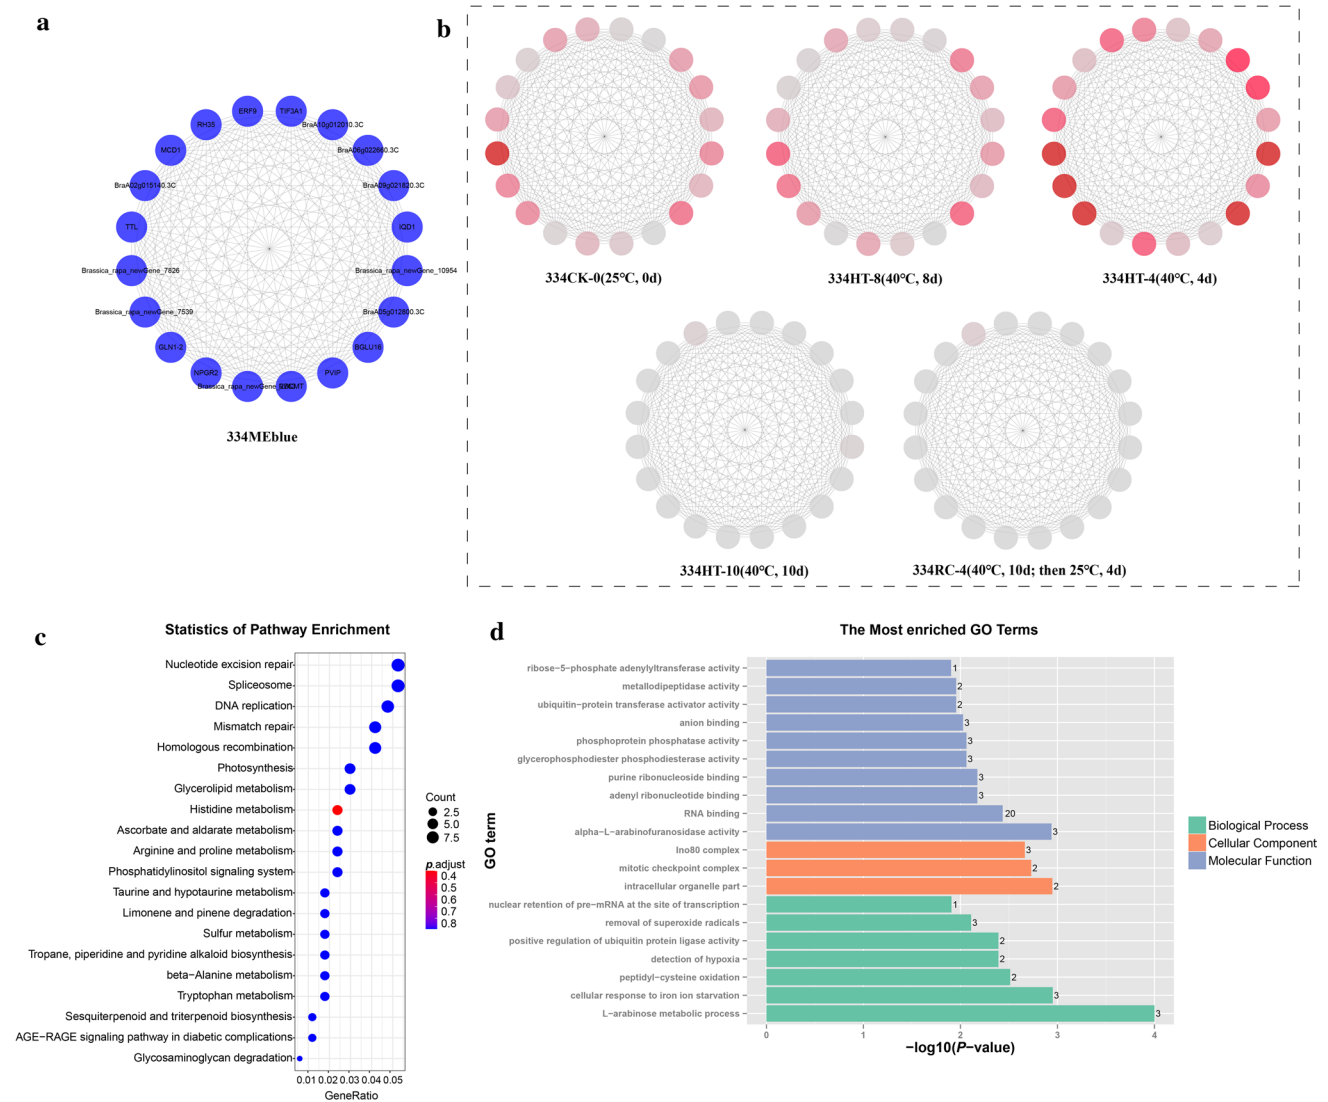 a
b
ERF9
TIF3A1
RH35
BraA10g012010.3C
MCD1
BraA06g022660.3C
BraA02g015140.3C
BraA09g021820.3C
TTL
IQD1
Brassica_rapa_newGene_7826
Brassica_rapa_newGene_10954
Brassica_rapa_newGene_7539
BraA05g012800.3C
GLN1-2
BGLU16
NPGR2
PVIP
Brassica_rapa_newGene
334MEblue
334CK-0(25℃, 0d)
334HT-8(40℃, 8d)
334HT-4(40℃, 4d)
334HT-10(40℃, 10d)
334RC-4(40℃, 10d; then 25℃, 4d)
c
Statistics of Pathway Enrichment
Nucleotide excision repair
Spliceosome
DNA replication
Mismatch repair
Homologous recombination
Photosynthesis
Glycerolipid metabolism
Histidine metabolism
Ascorbate and aldarate metabolism
Arginine and proline metabolism
Phosphatidylinositol signaling system
Taurine and hypotaurine metabolism
Limonene and pinene degradation
Sulfur metabolism
Tropane, piperidine and pyridine alkaloid biosynthesis
beta−Alanine metabolism
Tryptophan metabolism
Sesquiterpenoid and triterpenoid biosynthesis
AGE−RAGE signaling pathway in diabetic complications
Glycosaminoglycan degradation
0.01 0.02 0.03 0.04 0.05
GeneRatio
Count
2.5
5.0
7.5
p.adjust
0.4
0.5
0.6
0.7
0.8
d
The Most enriched GO Terms
GO term
ribose−5−phosphate adenylyltransferase activity 1
metallodipeptidase activity 2
ubiquitin−protein transferase activator activity 2
anion binding 3
phosphoprotein phosphatase activity 3
glycerophosphodiester phosphodiesterase activity 3
purine ribonucleoside binding 3
adenyl ribonucleotide binding 3
RNA binding 20
alpha−L−arabinofuranosidase activity 3
Ino80 complex 3
mitotic checkpoint complex 2
intracellular organelle part 2
nuclear retention of pre−mRNA at the site of transcription 1
removal of superoxide radicals 3
positive regulation of ubiquitin protein ligase activity 2
detection of hypoxia 2
peptidyl−cysteine oxidation 2
cellular response to iron ion starvation 3
L−arabinose metabolic process 3
0 1 2 3 4
−log10(P−value)
Biological Process
Cellular Component
Molecular Function